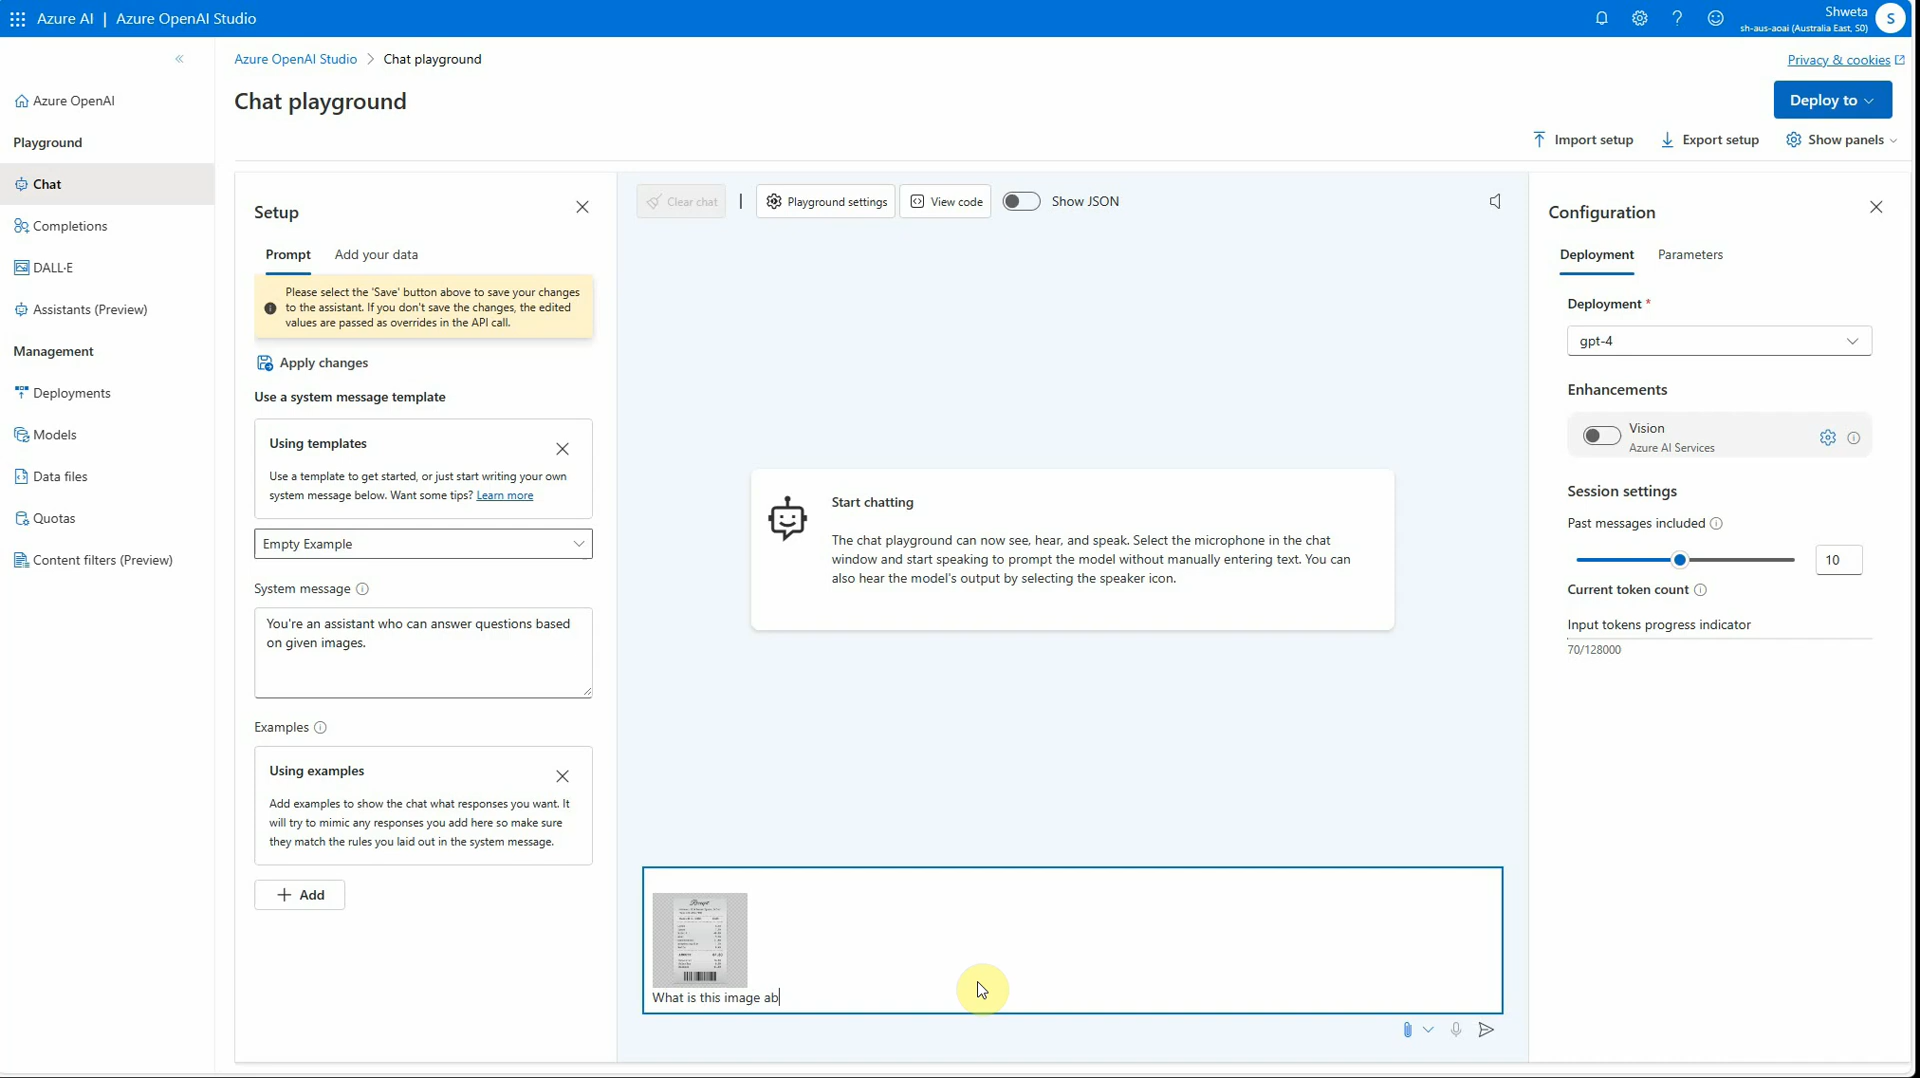 Azure AI | Azure OpenAI Studio
Shweta
sh-aus-aoai (Australia East, S0)
S
Azure OpenAI Studio > Chat playground
Privacy & cookies
Chat playground
Deploy to
Import setup
Export setup
Show panels
Azure OpenAI
Playground
Chat
Completions
DALL·E
Assistants (Preview)
Management
Deployments
Models
Data files
Quotas
Content filters (Preview)
Setup
Prompt
Add your data
Please select the 'Save' button above to save your changes
to the assistant. If you don't save the changes, the edited
values are passed as overrides in the API call.
Apply changes
Use a system message template
Using templates
Use a template to get started, or just start writing your own
system message below. Want some tips? Learn more
Empty Example
System message
You're an assistant who can answer questions based
on given images.
Examples
Using examples
Add examples to show the chat what responses you want. It
will try to mimic any responses you add here so make sure
they match the rules you laid out in the system message.
Add
Clear chat
Playground settings
View code
Show JSON
Start chatting
The chat playground can now see, hear, and speak. Select the microphone in the chat
window and start speaking to prompt the model without manually entering text. You can
also hear the model's output by selecting the speaker icon.
Receipt
What is this image ab
Configuration
Deployment
Parameters
Deployment *
gpt-4
Enhancements
Vision
Azure AI Services
Session settings
Past messages included
10
Current token count
Input tokens progress indicator
70/128000